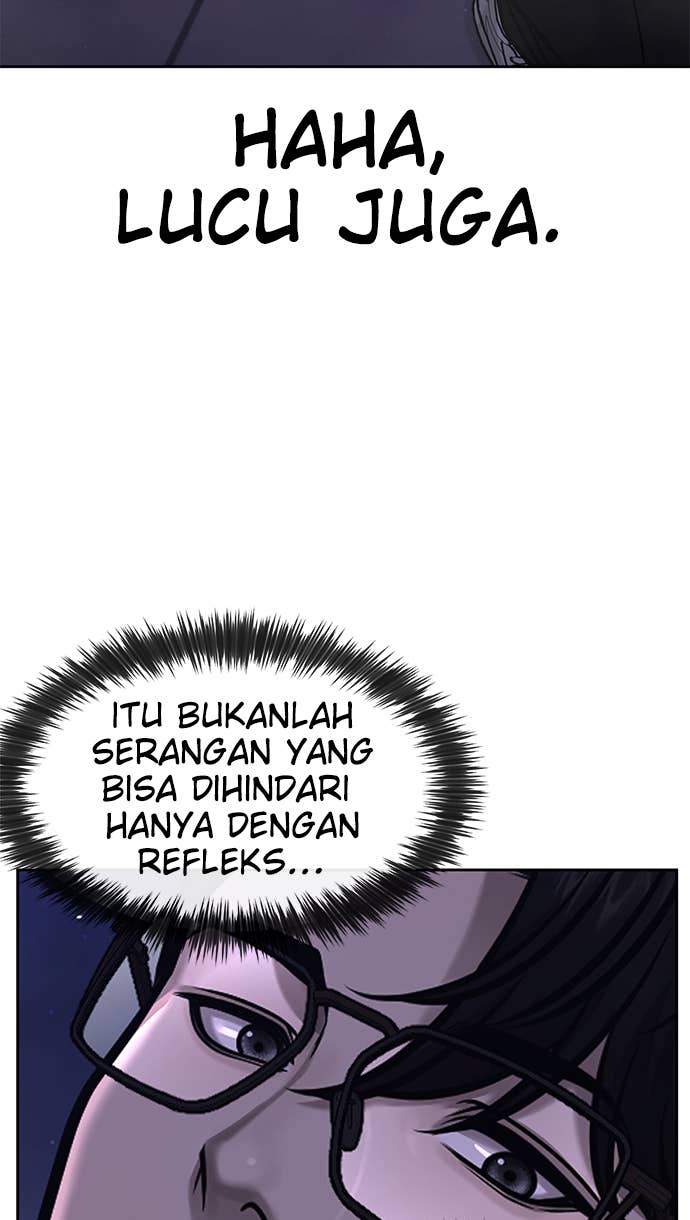 HAHA,
LUCU JUGA.
ITU BUKANLAH
SERANGAN YANG
BISA DIHINDARI
HANYA DENGAN
REFLEKS...